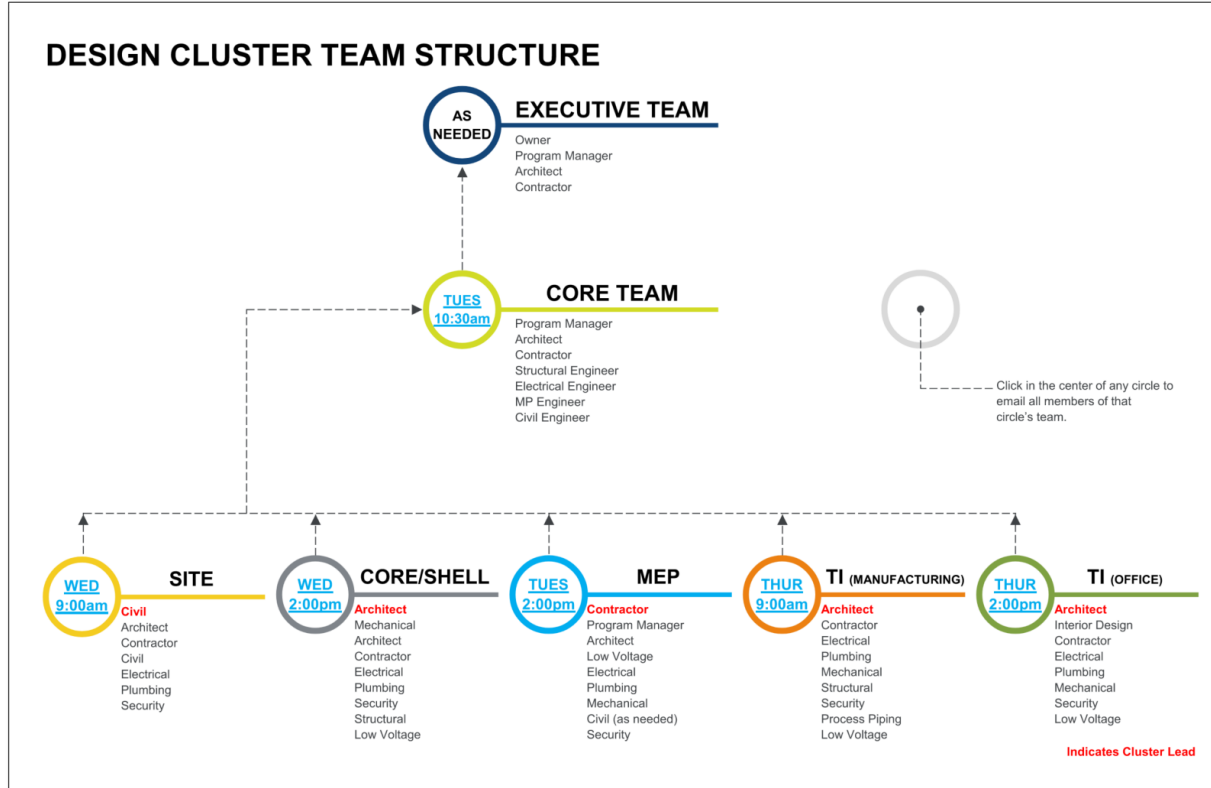 DESIGN CLUSTER TEAM STRUCTURE
AS
NEEDED
EXECUTIVE TEAM
Owner
Program Manager
Architect
Contractor
TUES
10:30am
CORE TEAM
Program Manager
Architect
Contractor
Structural Engineer
Electrical Engineer
MP Engineer
Civil Engineer
Click in the center of any circle to
email all members of that
circle's team.
WED
9:00am
SITE
Civil
Architect
Contractor
Civil
Electrical
Plumbing
Security
WED
2:00pm
CORE/SHELL
Architect
Mechanical
Architect
Contractor
Electrical
Plumbing
Security
Structural
Low Voltage
TUES
2:00pm
MEP
Contractor
Program Manager
Architect
Low Voltage
Electrical
Plumbing
Mechanical
Civil (as needed)
Security
THUR
9:00am
TI (MANUFACTURING)
Architect
Contractor
Electrical
Plumbing
Mechanical
Structural
Security
Process Piping
Low Voltage
THUR
2:00pm
TI (OFFICE)
Architect
Interior Design
Contractor
Electrical
Plumbing
Mechanical
Security
Low Voltage
Indicates Cluster Lead